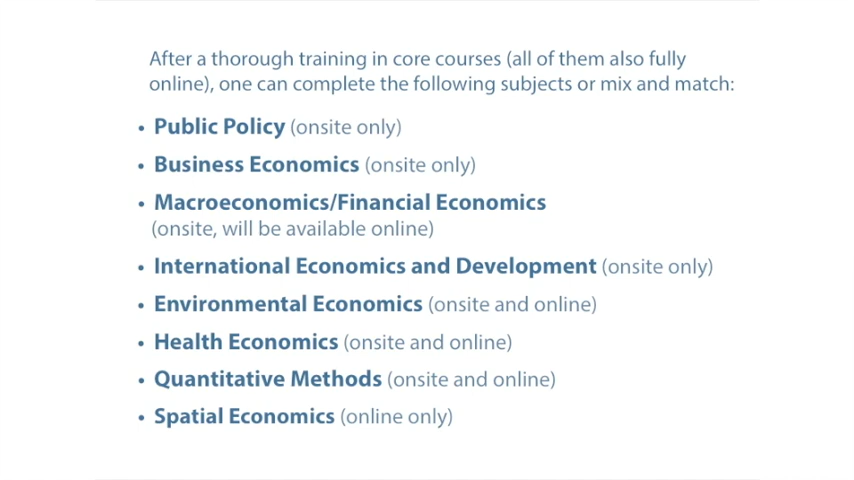 After a thorough training in core courses (all of them also fully
online), one can complete the following subjects or mix and match:
• Public Policy (onsite only)
• Business Economics (onsite only)
• Macroeconomics/Financial Economics
(onsite, will be available online)
• International Economics and Development (onsite only)
• Environmental Economics (onsite and online)
• Health Economics (onsite and online)
• Quantitative Methods (onsite and online)
• Spatial Economics (online only)